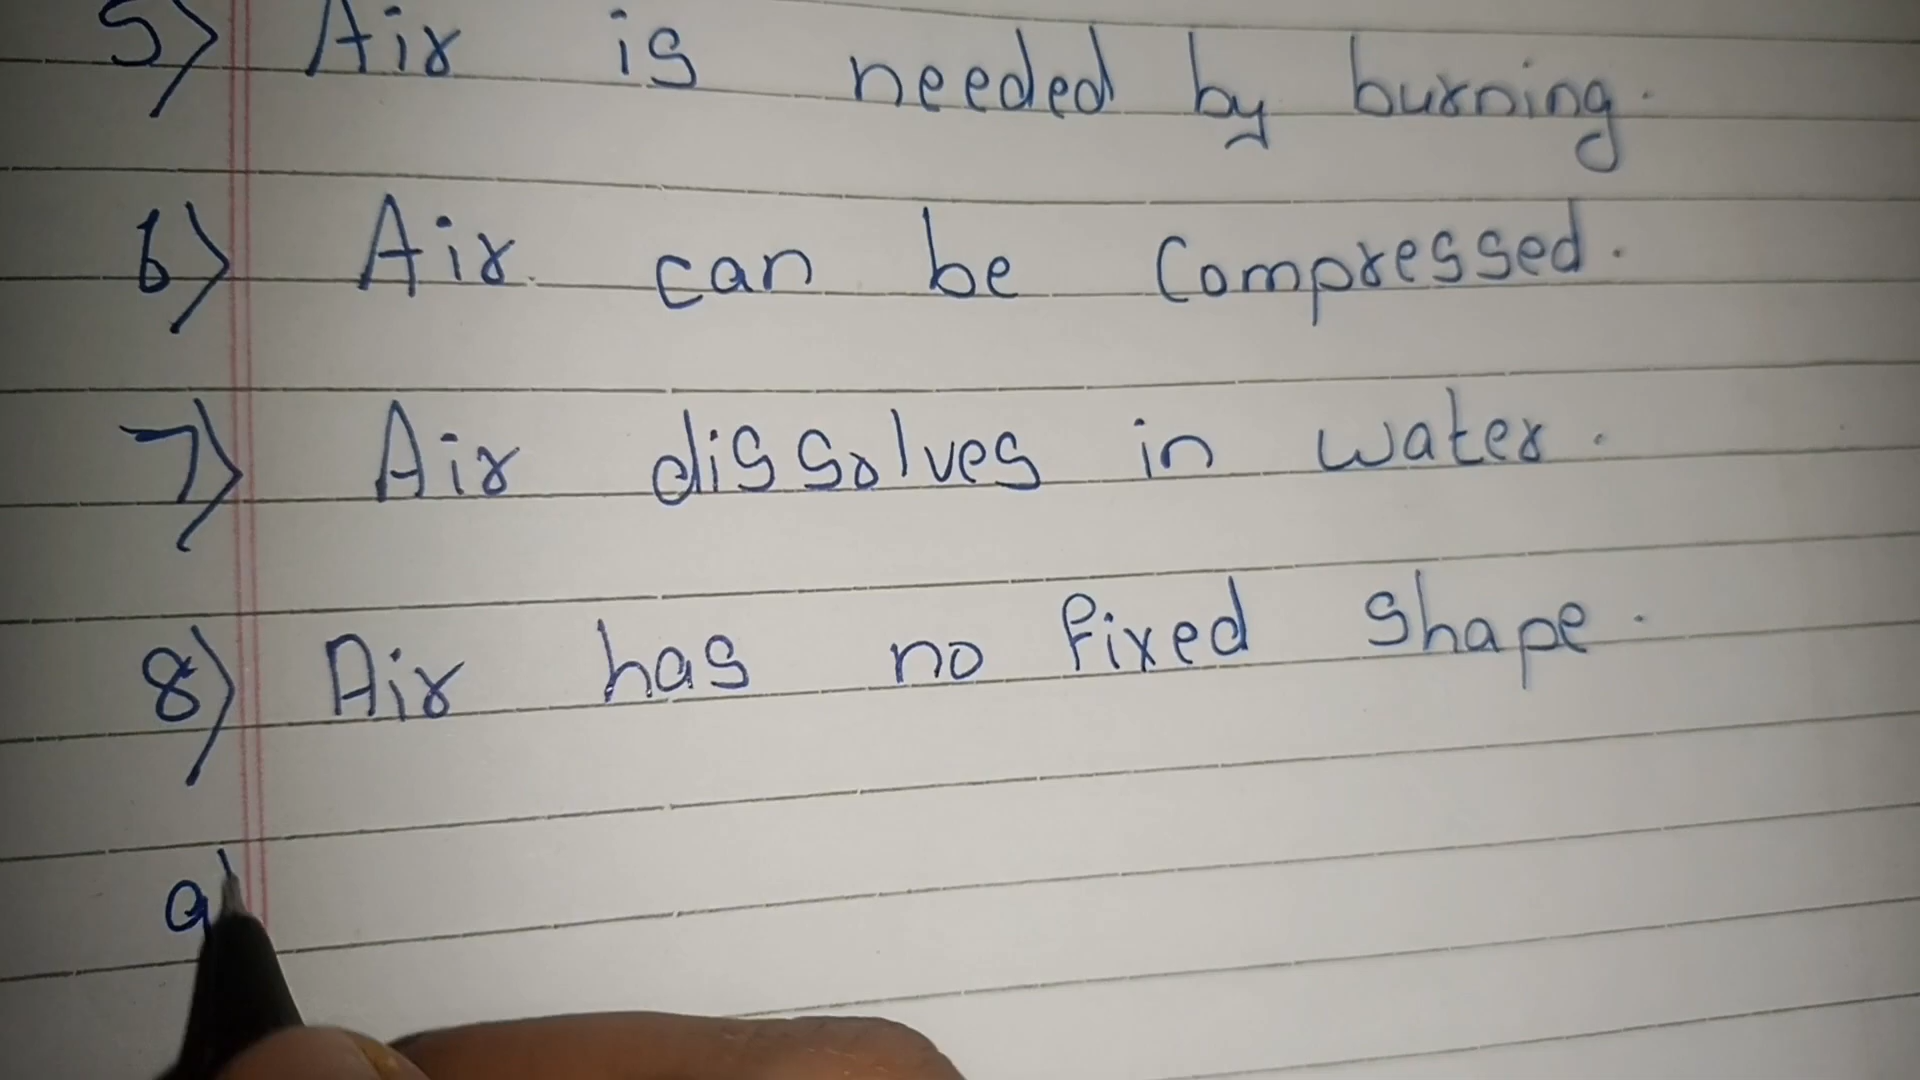 5) Air is needed by burning.
6) Air can be Compressed.
7) Air dissolves in water.
8) Air has no fixed shape.
9)